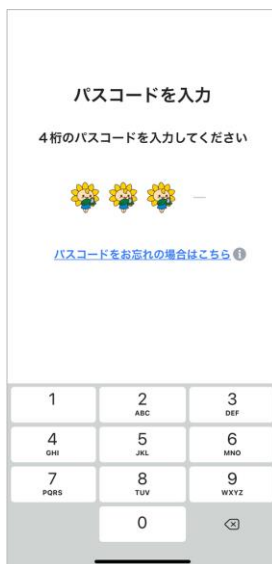 パスコードを入力
4桁のパスコードを入力してください
パスコードをお忘れの場合はこちら
1
2
ABC
3
DEF
4
GHI
5
JKL
6
MNO
7
PQRS
8
TUV
9
WXYZ
0